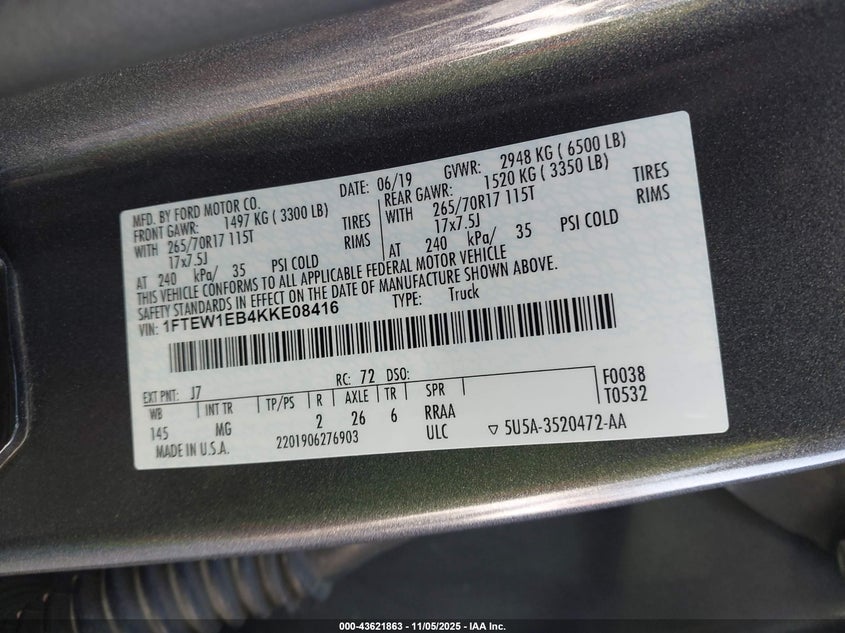 MFD. BY FORD MOTOR CO. DATE: 06/19 GVWR: 2948 KG ( 6500 LB)
FRONT GAWR: 1497 KG ( 3300 LB) REAR GAWR: 1520 KG ( 3350 LB)
WITH 265/70R17 115T TIRES WITH 265/70R17 115T TIRES
17x7.5J RIMS 17x7.5J RIMS
AT 240 kPa/ 35 PSI COLD AT 240 kPa/ 35 PSI COLD
THIS VEHICLE CONFORMS TO ALL APPLICABLE FEDERAL MOTOR VEHICLE
SAFETY STANDARDS IN EFFECT ON THE DATE OF MANUFACTURE SHOWN ABOVE.
VIN: 1FTEW1EB4KKE08416 TYPE: Truck
EXT PNT: J7 RC: 72 DSO: F0038
WB INT TR TP/PS R AXLE TR SPR T0532
145 MG 2 26 6 RRAA
MADE IN U.S.A. 2201906276903 ULC ▽ 5U5A-3520472-AA
000-43621863 - 11/05/2025 - IAA Inc.